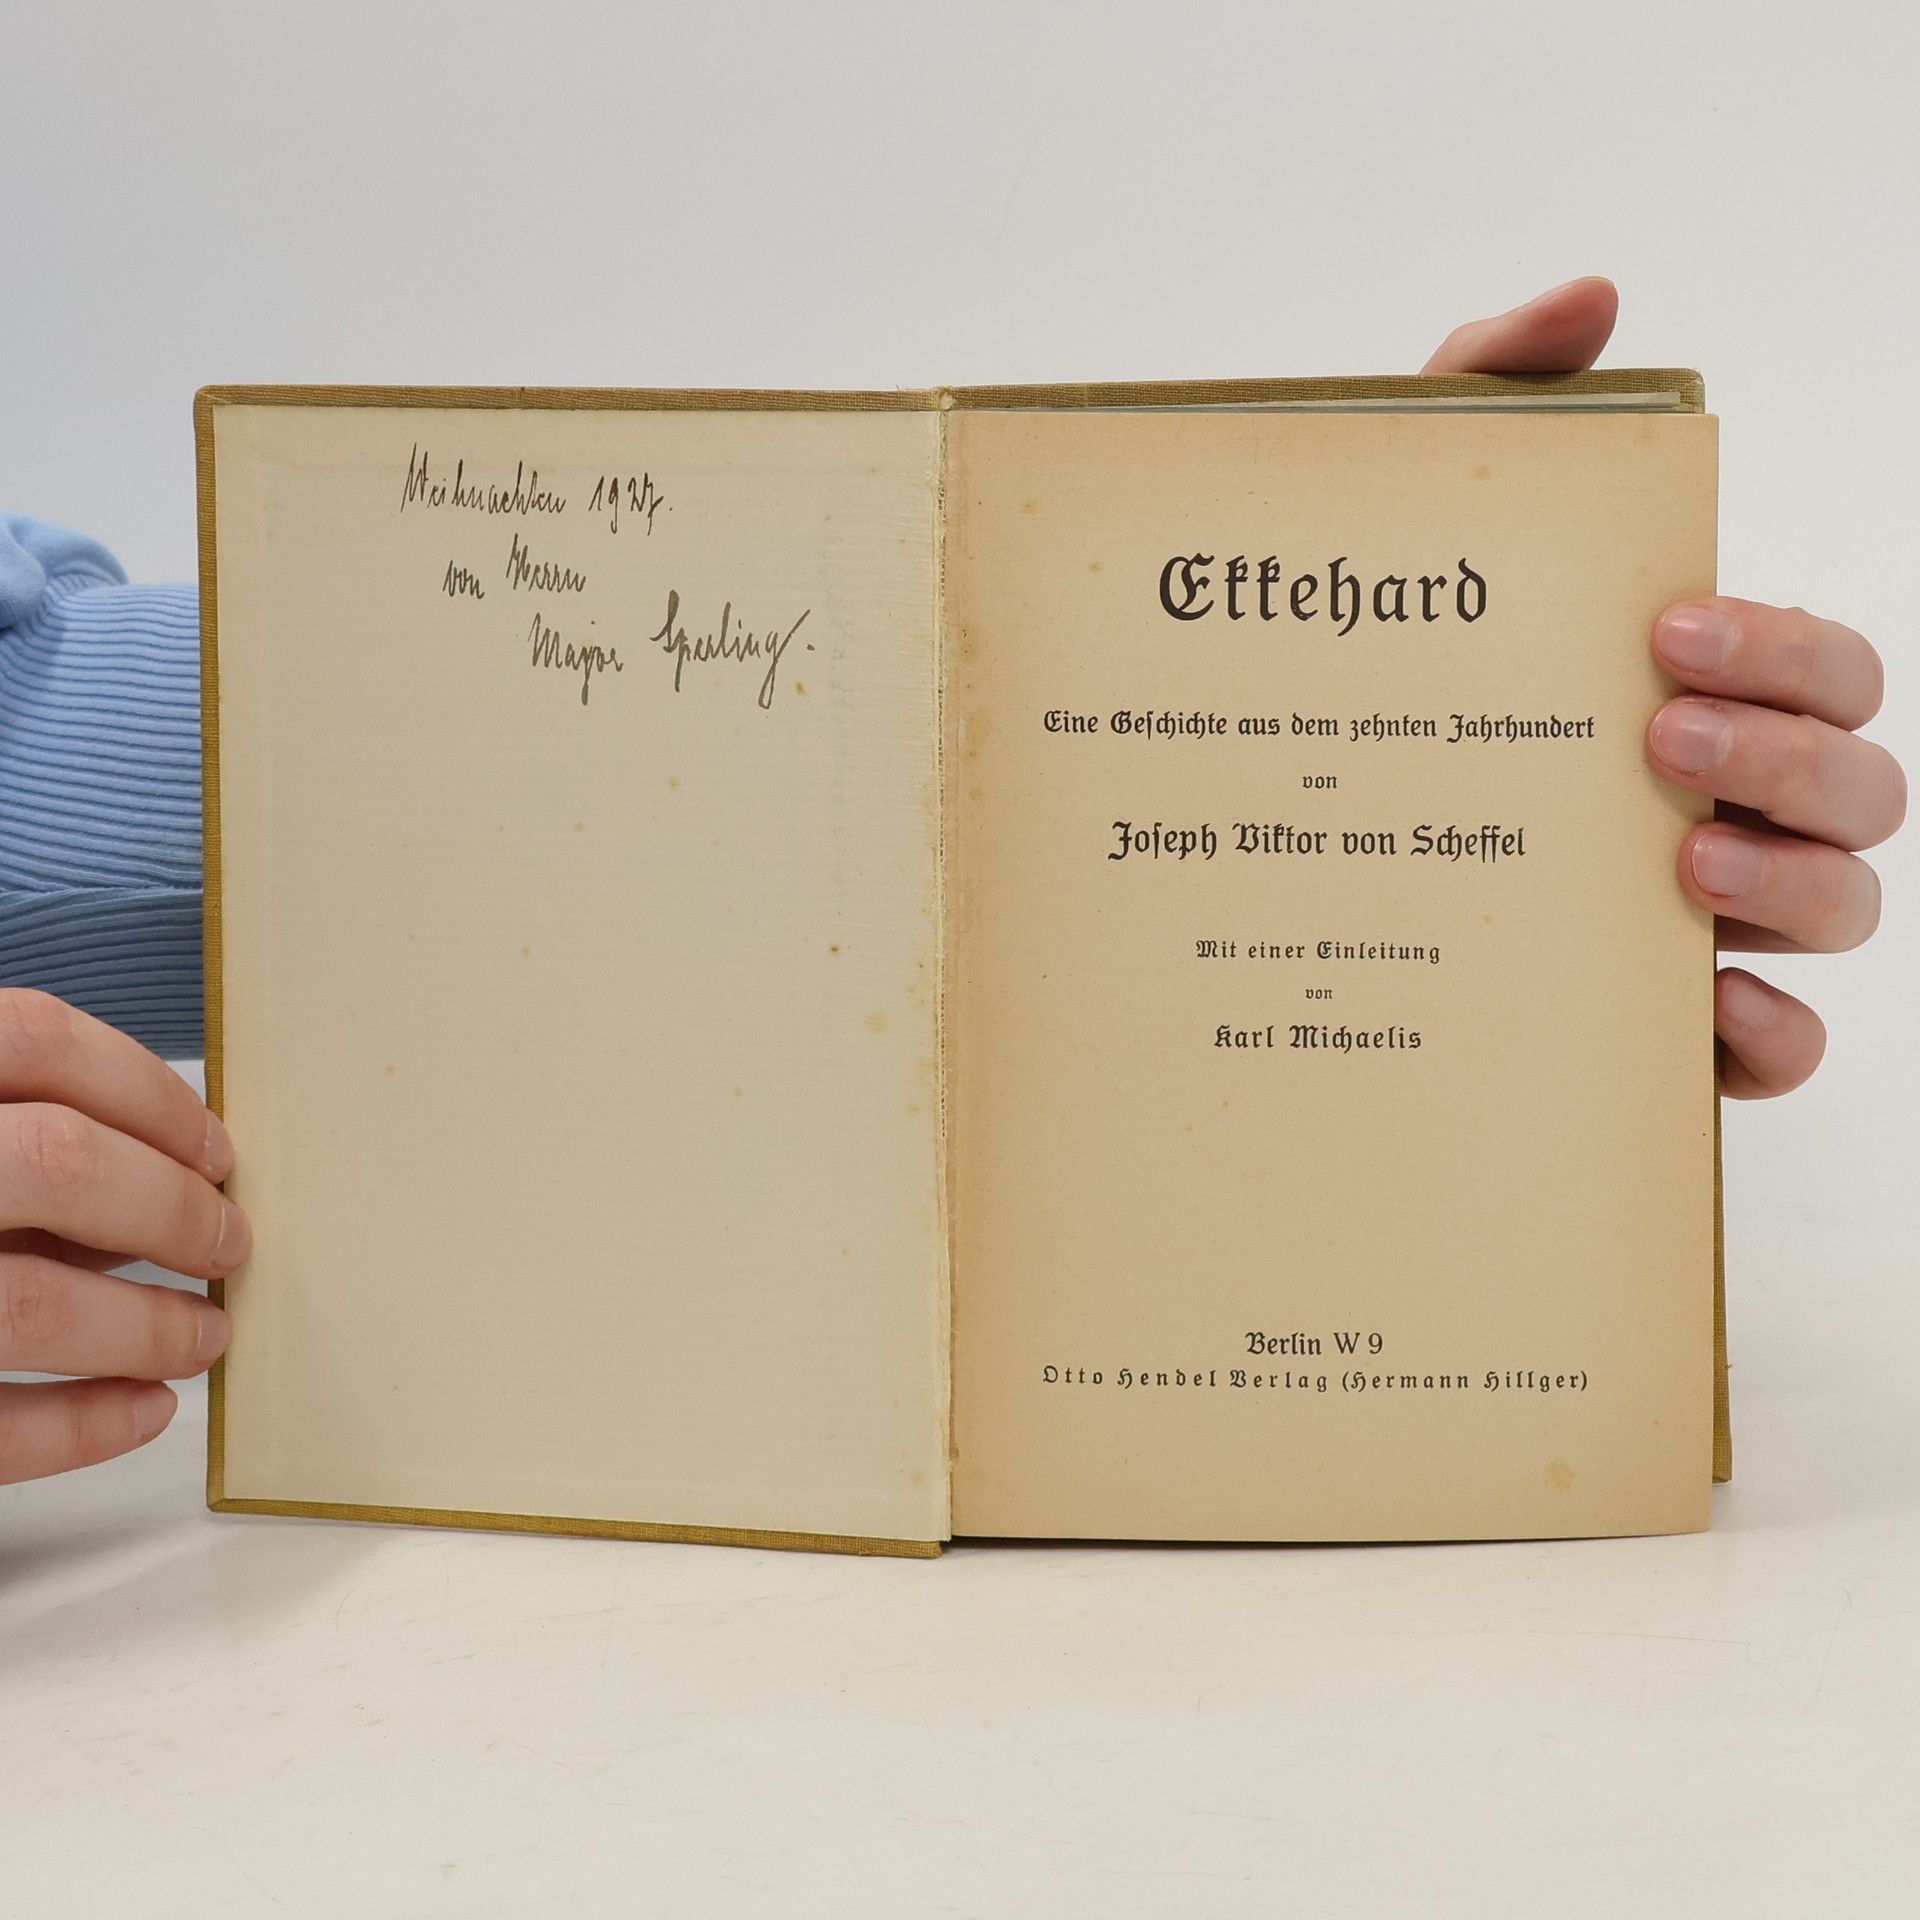 Weihnachten 1927.
von Herrn
Major Sperling.
Ekkehard
Eine Geschichte aus dem zehnten Jahrhundert
von
Joseph Viktor von Scheffel
Mit einer Einleitung
von
Karl Michaelis
Berlin W 9
Otto Hendel Verlag (Hermann Hillger)